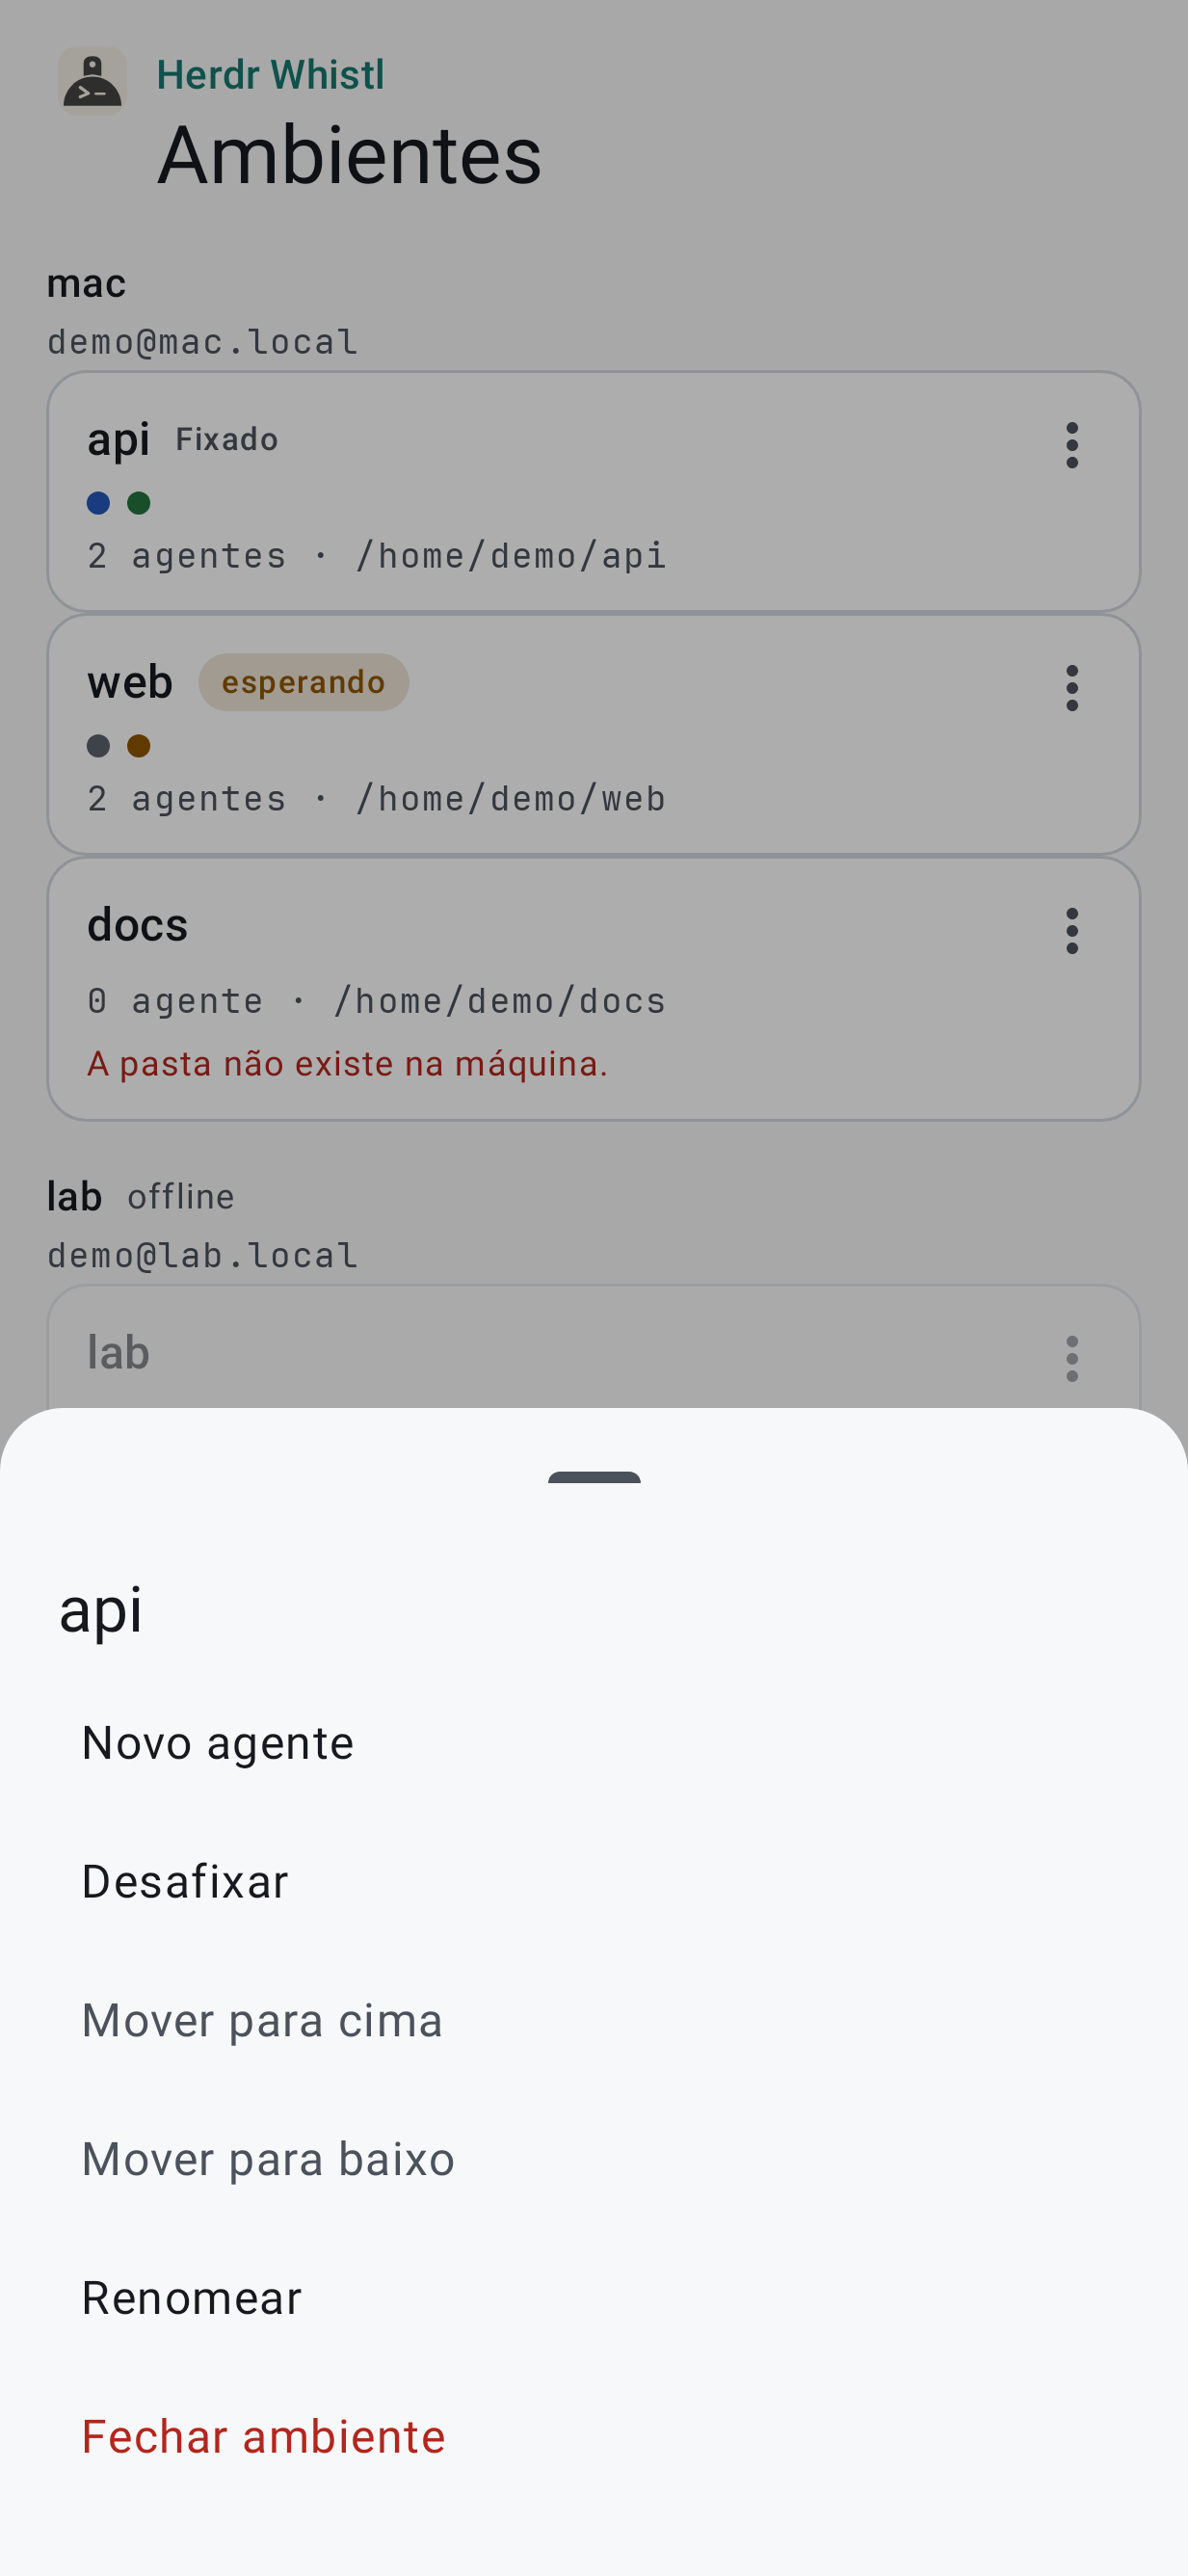 Herdr Whistl
Ambientes
mac
demo@mac.local
api Fixado
2 agentes · /home/demo/api
web esperando
2 agentes · /home/demo/web
docs
0 agente · /home/demo/docs
A pasta não existe na máquina.
lab offline
demo@lab.local
lab
api
Novo agente
Desafixar
Mover para cima
Mover para baixo
Renomear
Fechar ambiente